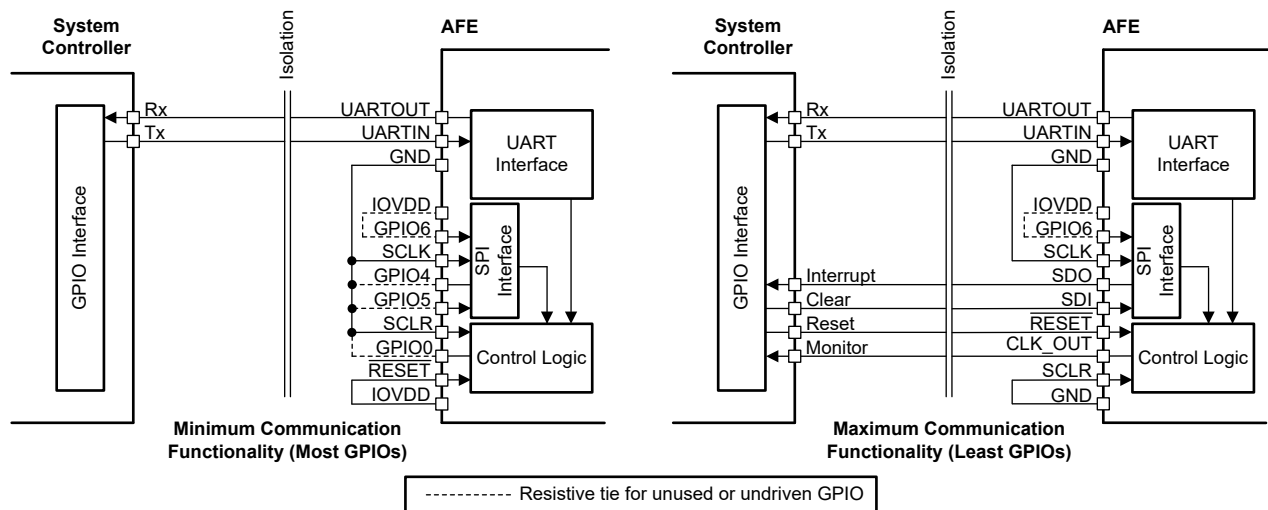 System
Controller
Isolation
AFE
GPIO Interface
Rx
Tx
UARTOUT
UARTIN
GND
IOVDD
GPIO6
SCLK
GPIO4
GPIO5
SCLR
GPIO0
RESET
IOVDD
UART
Interface
SPI
Interface
Control Logic
Minimum Communication
Functionality (Most GPIOs)
System
Controller
Isolation
AFE
GPIO Interface
Rx
Tx
Interrupt
Clear
Reset
Monitor
UARTOUT
UARTIN
GND
IOVDD
GPIO6
SCLK
SDO
SDI
RESET
CLK_OUT
SCLR
GND
UART
Interface
SPI
Interface
Control Logic
Maximum Communication
Functionality (Least GPIOs)
Resistive tie for unused or undriven GPIO